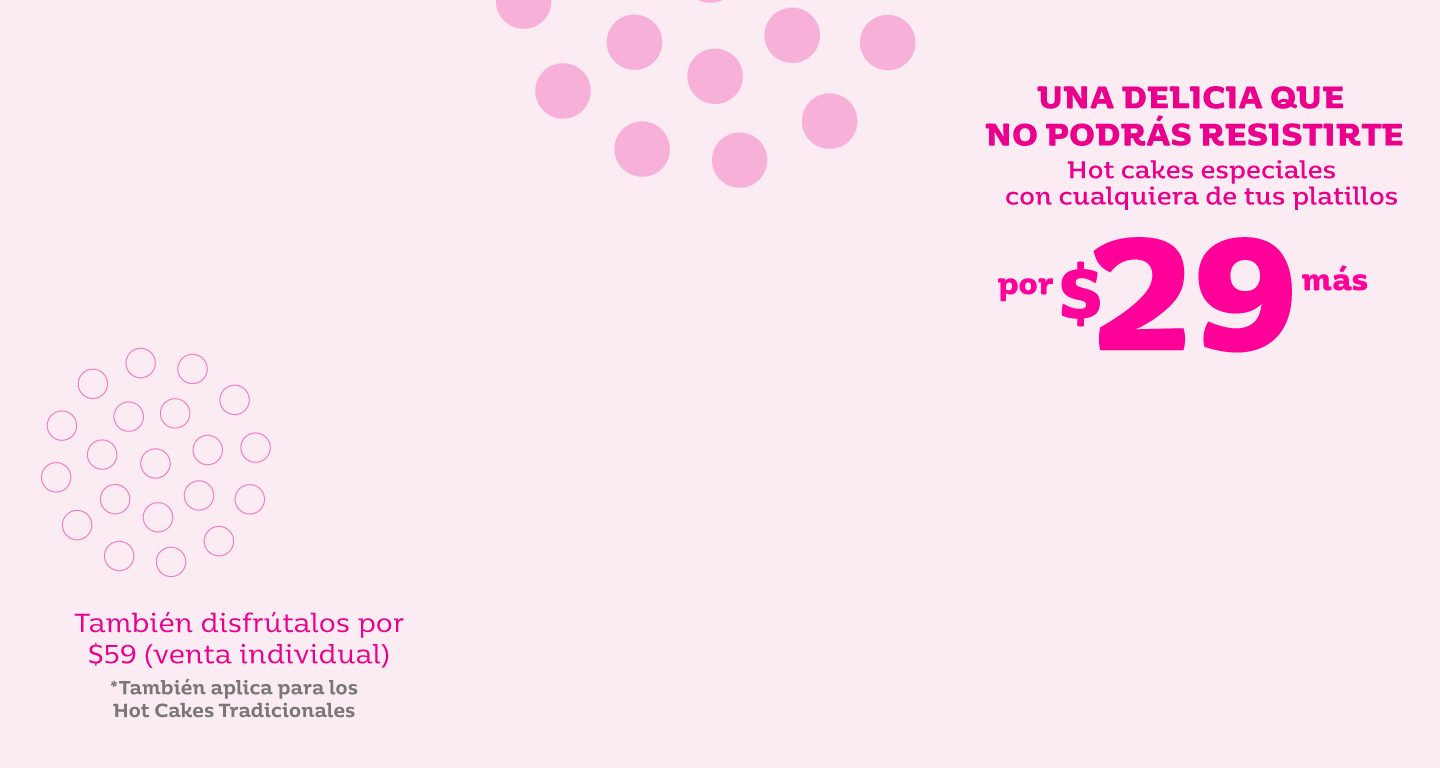 UNA DELICIA QUE
NO PODRÁS RESISTIRTE
Hot cakes especiales
con cualquiera de tus platillos
por $29 más
También disfrútalos por
$59 (venta individual)
*También aplica para los
Hot Cakes Tradicionales